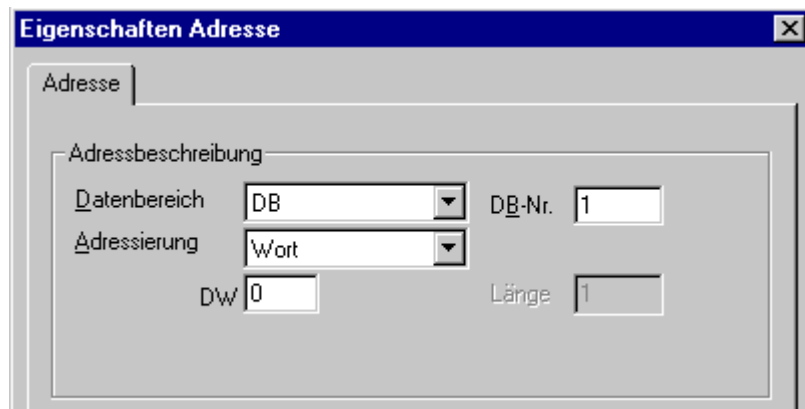 Eigenschaften Adresse
Adresse
Adressbeschreibung
Datenbereich DB DB-Nr. 1
Adressierung Wort
DW 0 Länge 1